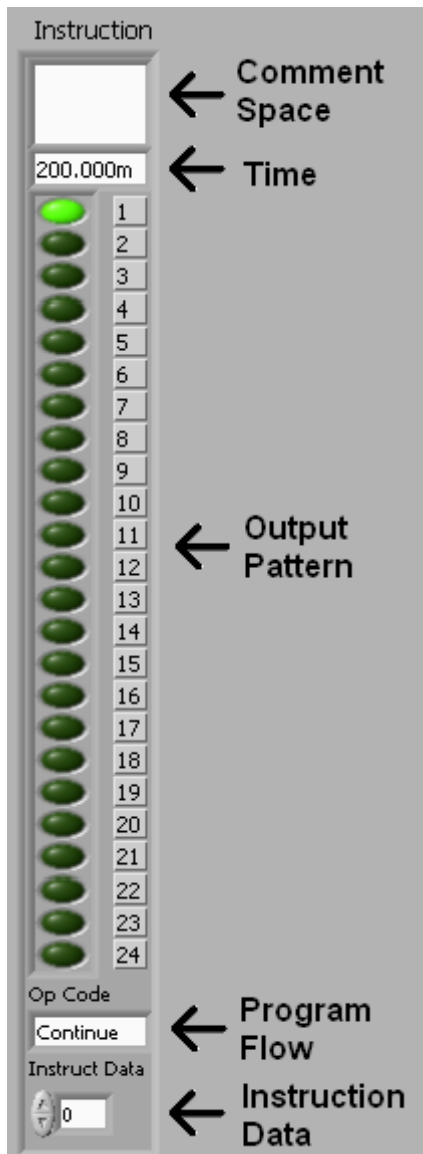 Instruction
Comment
Space
200.000m
Time
1
2
3
4
5
6
7
8
9
10
11
Output
Pattern
12
13
14
15
16
17
18
19
20
21
22
23
24
Op Code
Continue
Program
Flow
Instruct Data
0
Instruction
Data